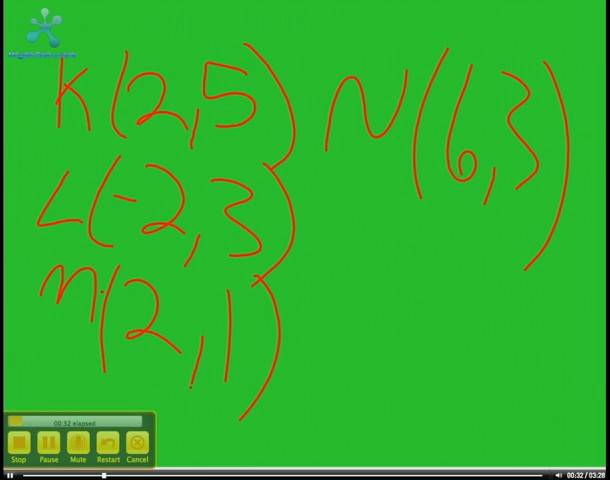 K(2,5) N(6,3)
L(-2,3)
M(2,1)
00:32 elapsed
Stop Pause Mute Restart Cancel
00:32 / 03:28